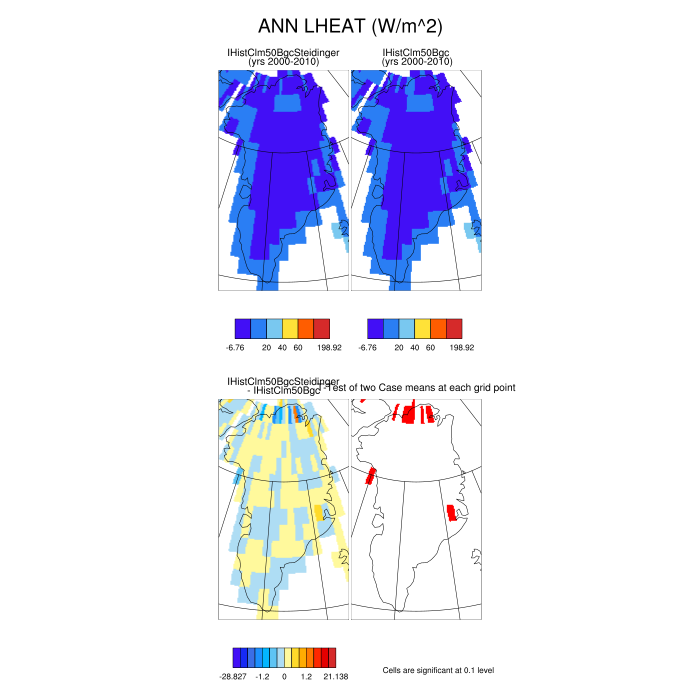 ANN LHEAT (W/m^2)
IHistClm50BgcSteidinger
(yrs 2000-2010)
IHistClm50Bgc
(yrs 2000-2010)
-6.76 20 40 60 198.92
-6.76 20 40 60 198.92
IHistClm50BgcSteidinger
- IHistClm50Bgc
T-Test of two Case means at each grid point
-28.827 -1.2 0 1.2 21.138
Cells are significant at 0.1 level